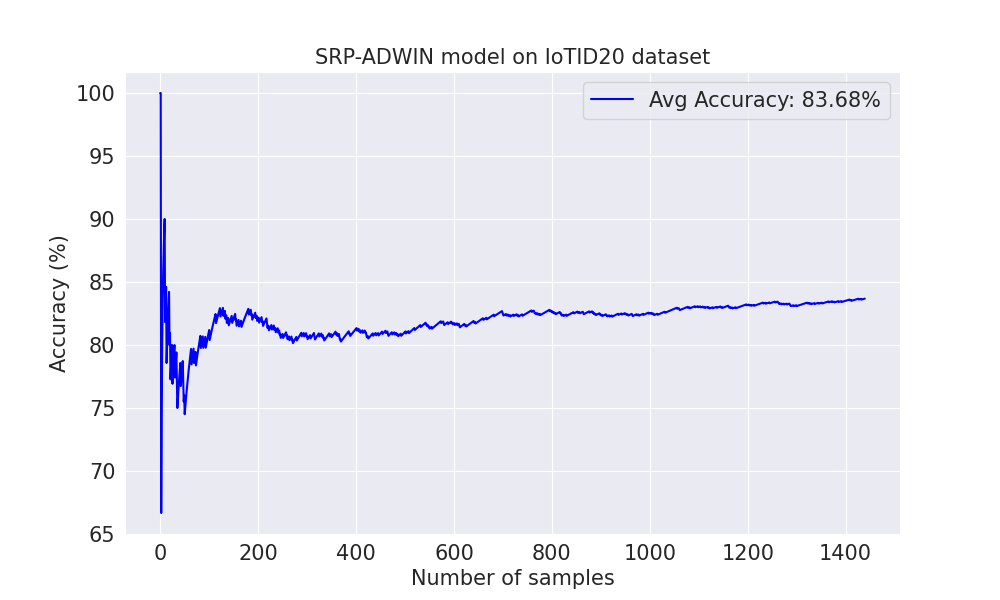 SRP-ADWIN model on IoTID20 dataset
Avg Accuracy: 83.68%
Accuracy (%)
100
95
90
85
80
75
70
65
0 200 400 600 800 1000 1200 1400
Number of samples